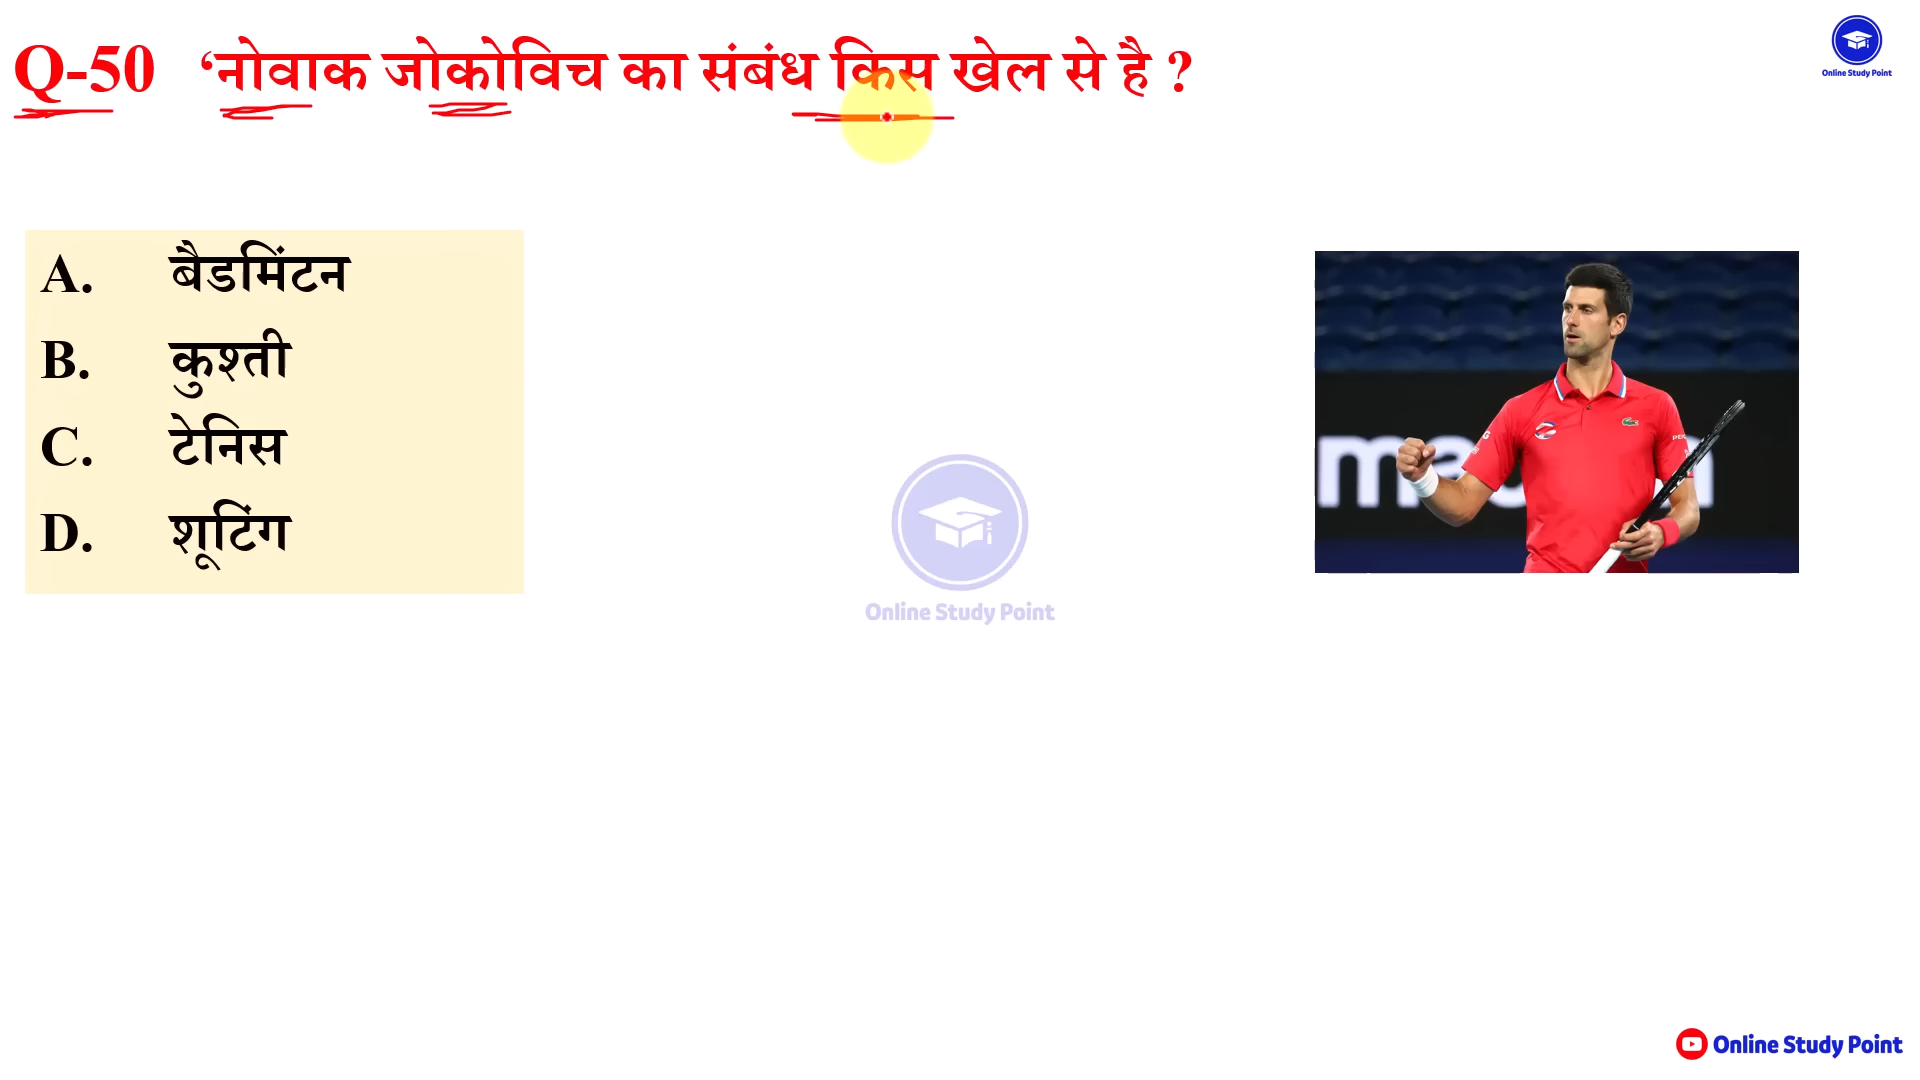 Q-50 ‘नोवाक जोकोविच का संबंध किस खेल से है ?
Online Study Point
A. बैडमिंटन
B. कुश्ती
C. टेनिस
D. शूटिंग
Online Study Point
Online Study Point